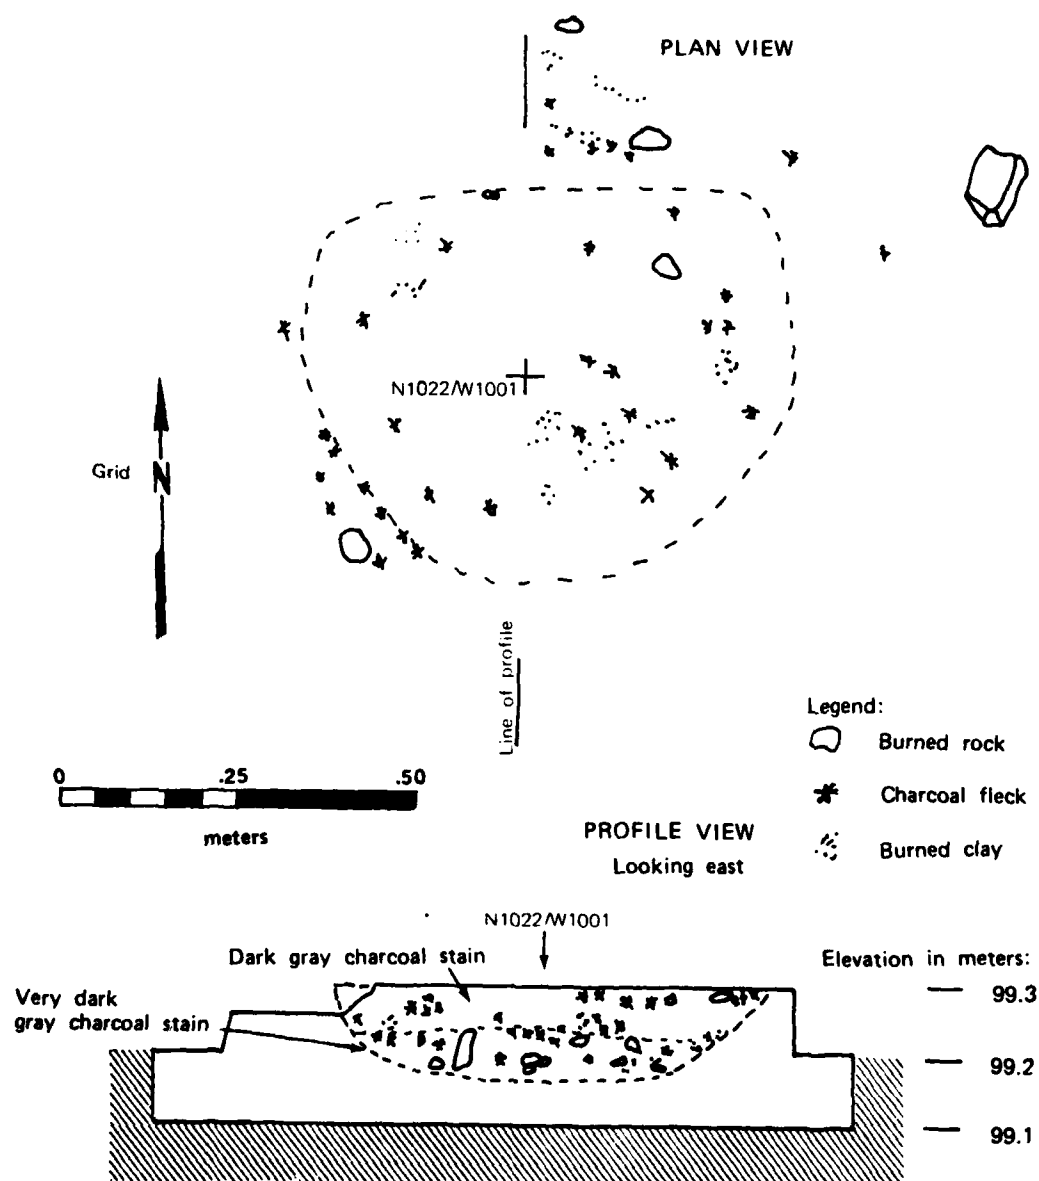 PLAN VIEW
N1022/W1001
Grid
N
Line of profile
Legend:
Burned rock
Charcoal fleck
Burned clay
0 .25 .50
meters
PROFILE VIEW
Looking east
N1022/W1001
Dark gray charcoal stain
Very dark
gray charcoal stain
Elevation in meters:
99.3
99.2
99.1